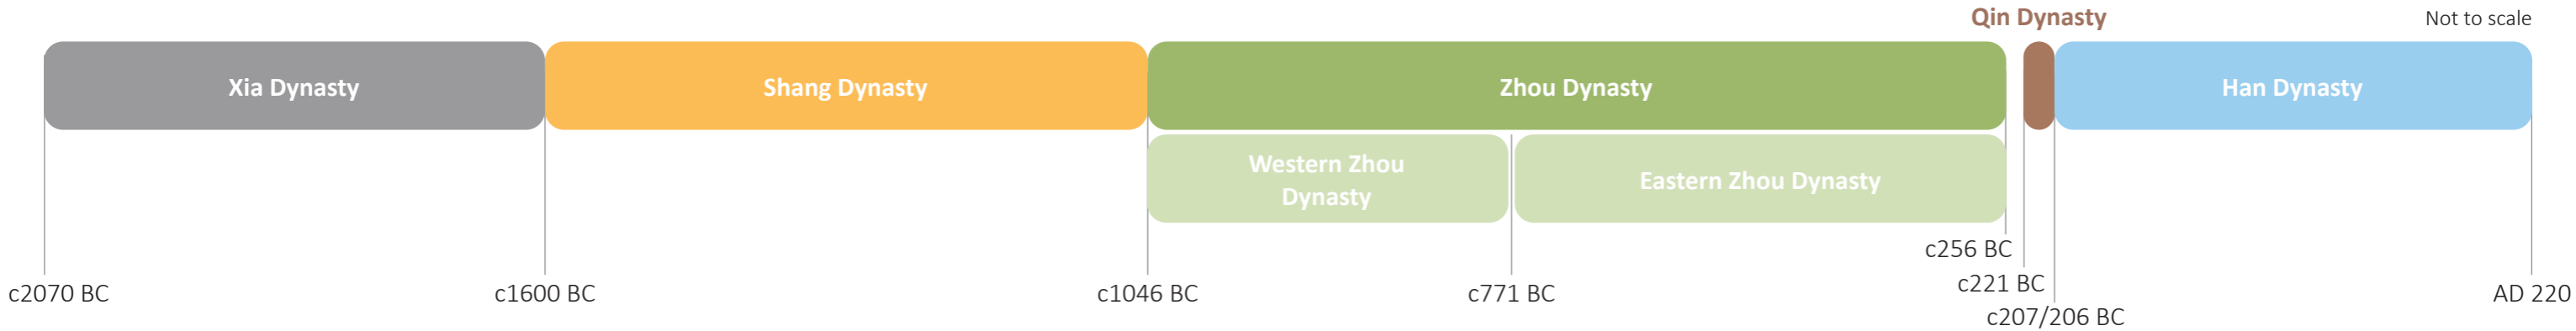 Qin Dynasty
Not to scale
Xia Dynasty
Shang Dynasty
Zhou Dynasty
Han Dynasty
Western Zhou
Dynasty
Eastern Zhou Dynasty
c2070 BC
c1600 BC
c1046 BC
c771 BC
c256 BC
c221 BC
c207/206 BC
AD 220